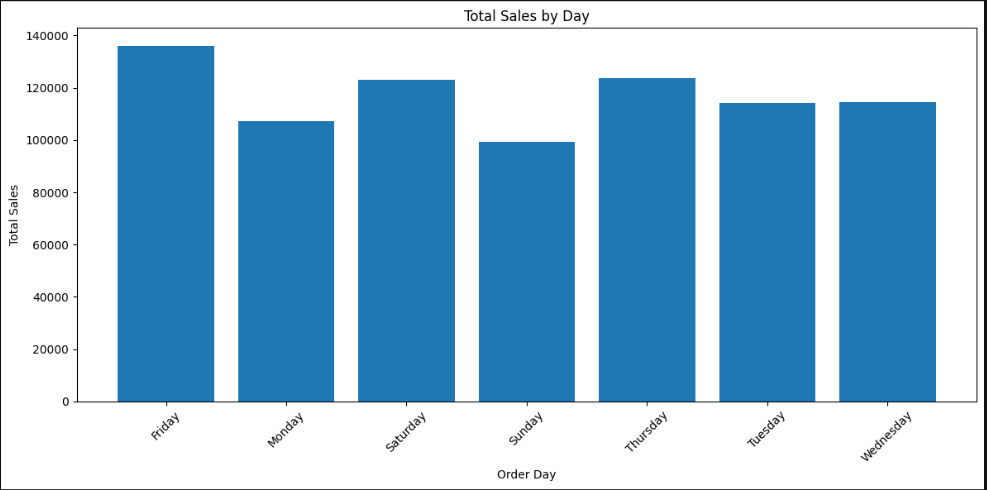 Total Sales by Day
Total Sales
140000
120000
100000
80000
60000
40000
20000
0
Friday
Monday
Saturday
Sunday
Thursday
Tuesday
Wednesday
Order Day